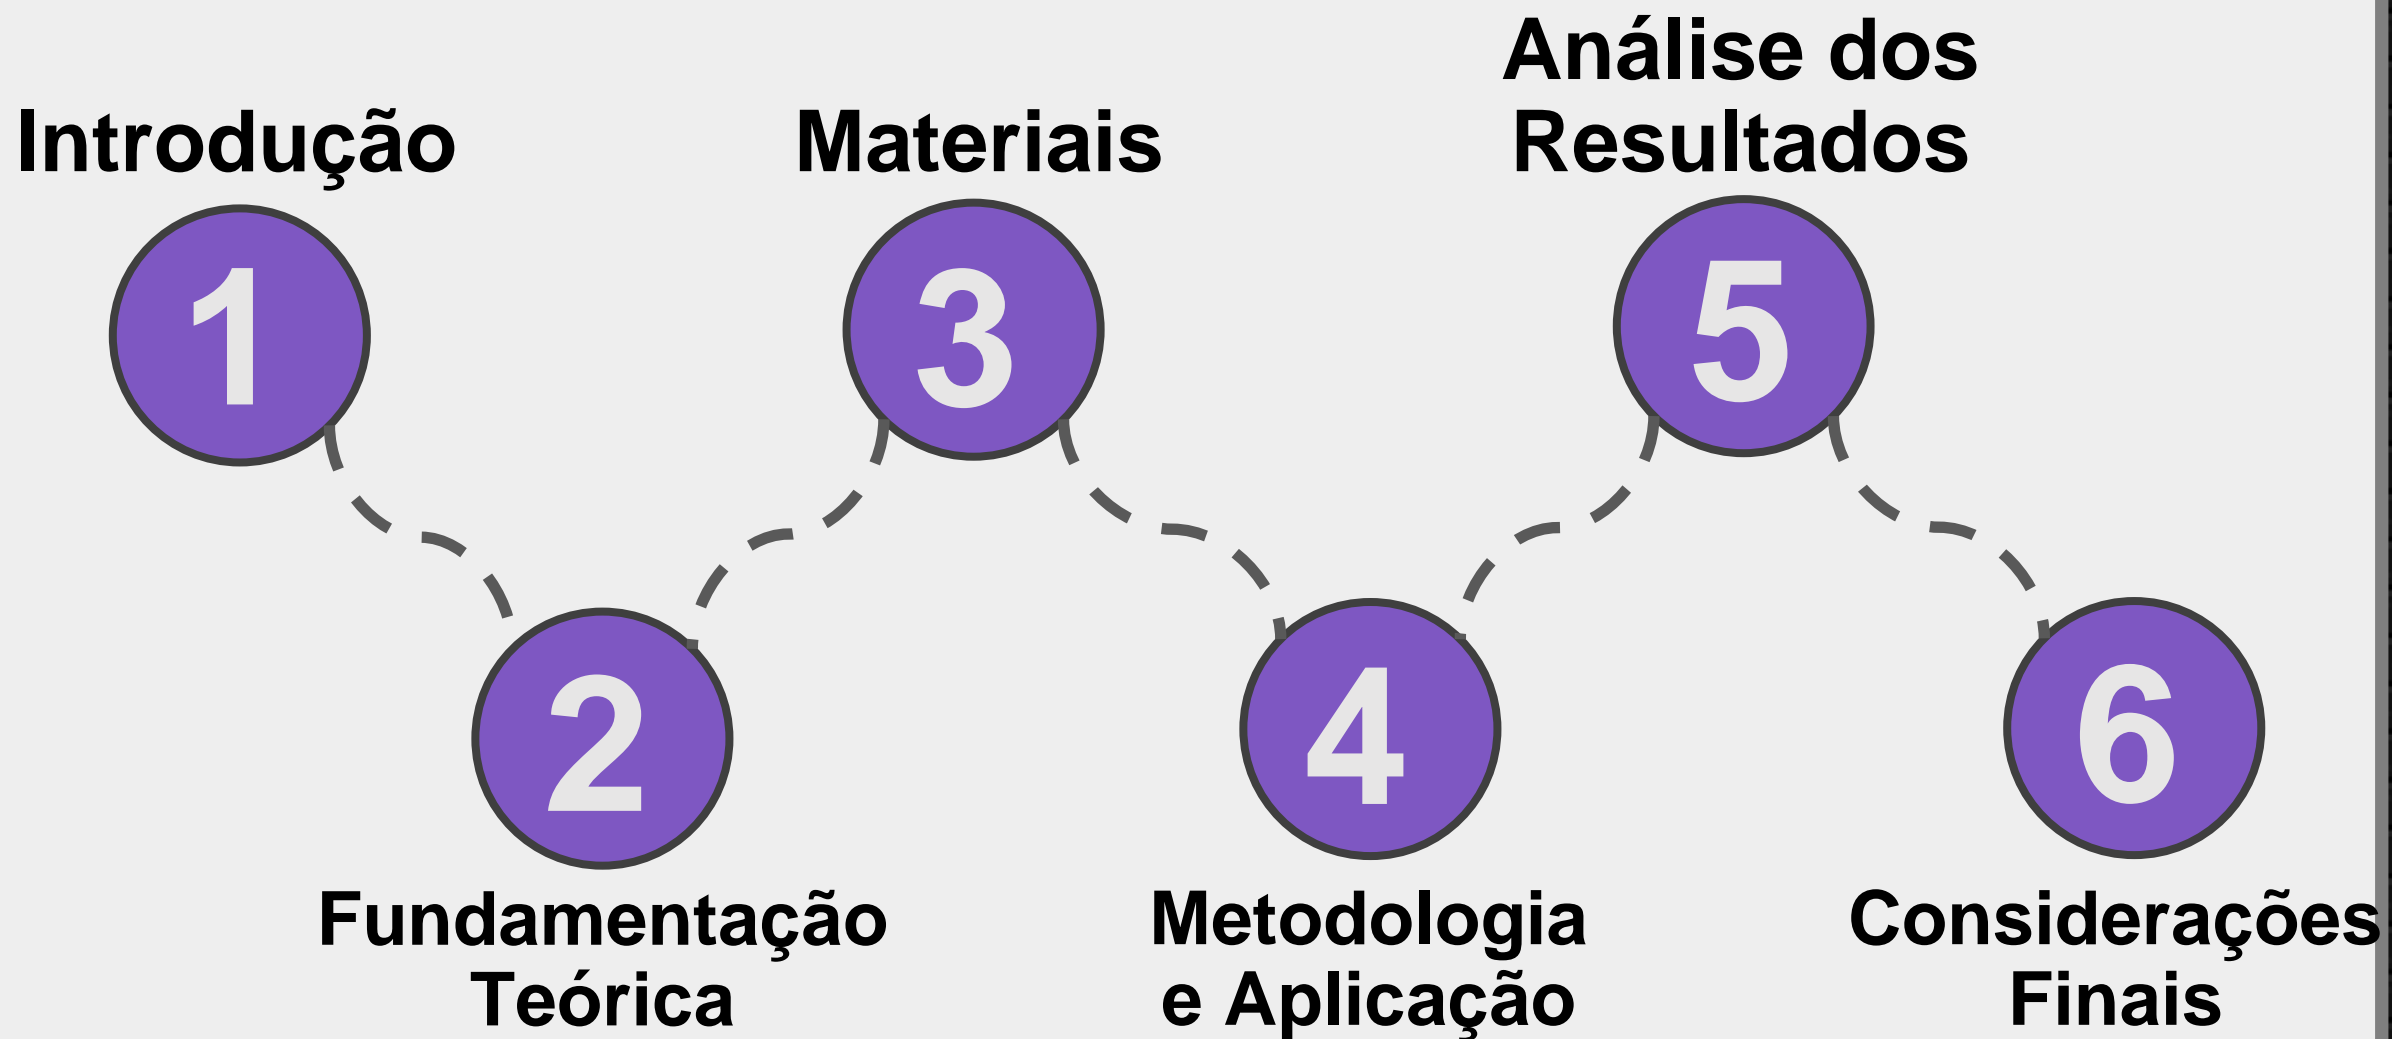 Introdução
1
Fundamentação
Teórica
2
Materiais
3
Metodologia
e Aplicação
4
Análise dos
Resultados
5
Considerações
Finais
6